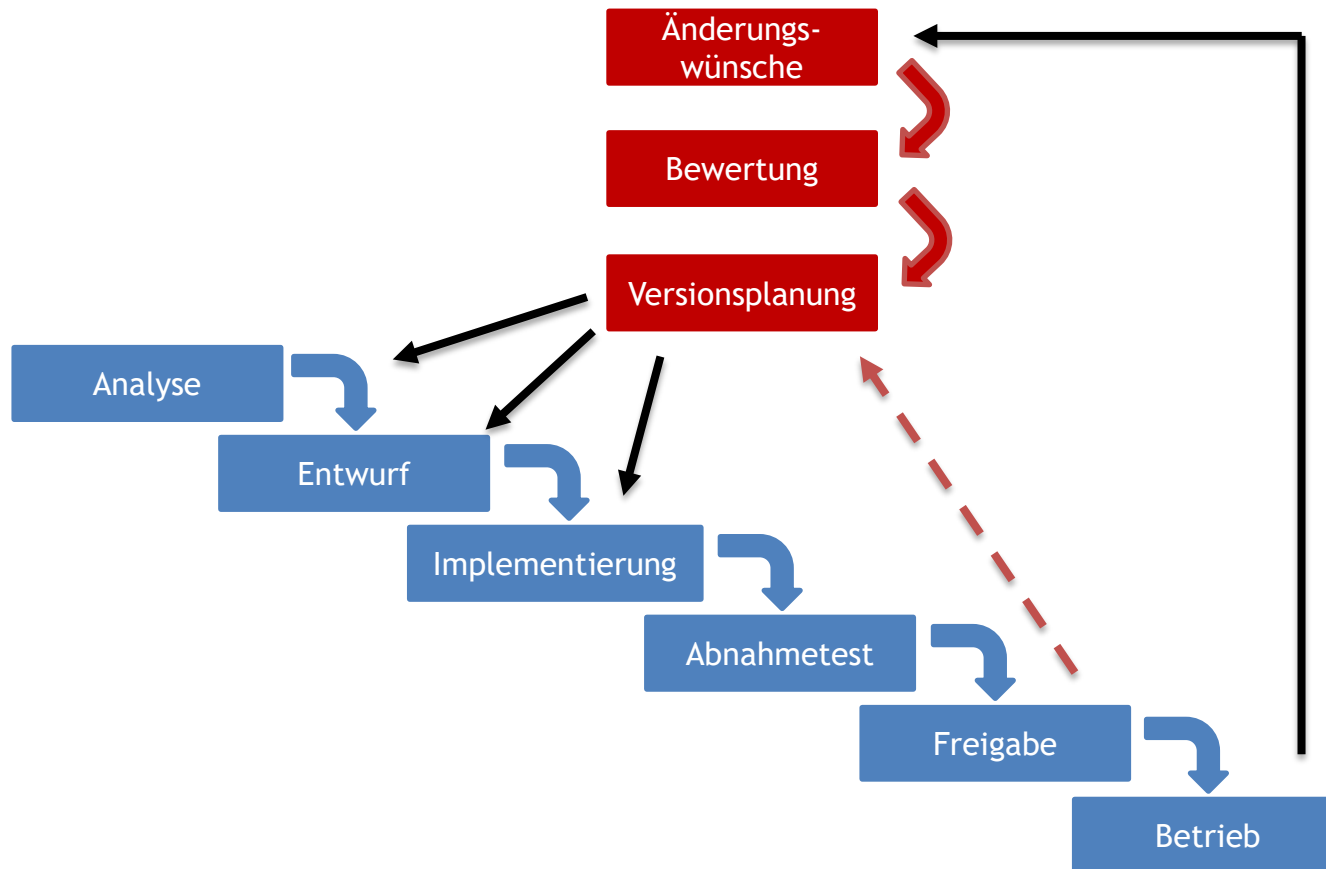 Änderungs-
wünsche
Bewertung
Versionsplanung
Analyse
Entwurf
Implementierung
Abnahmetest
Freigabe
Betrieb